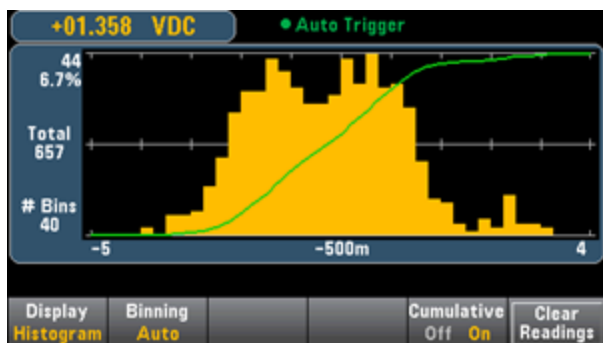 +01.358 VDC
Auto Trigger
44
6.7%
Total
657
# Bins
40
-5
-500m
4
Display
Histogram
Binning
Auto
Cumulative
Off On
Clear
Readings